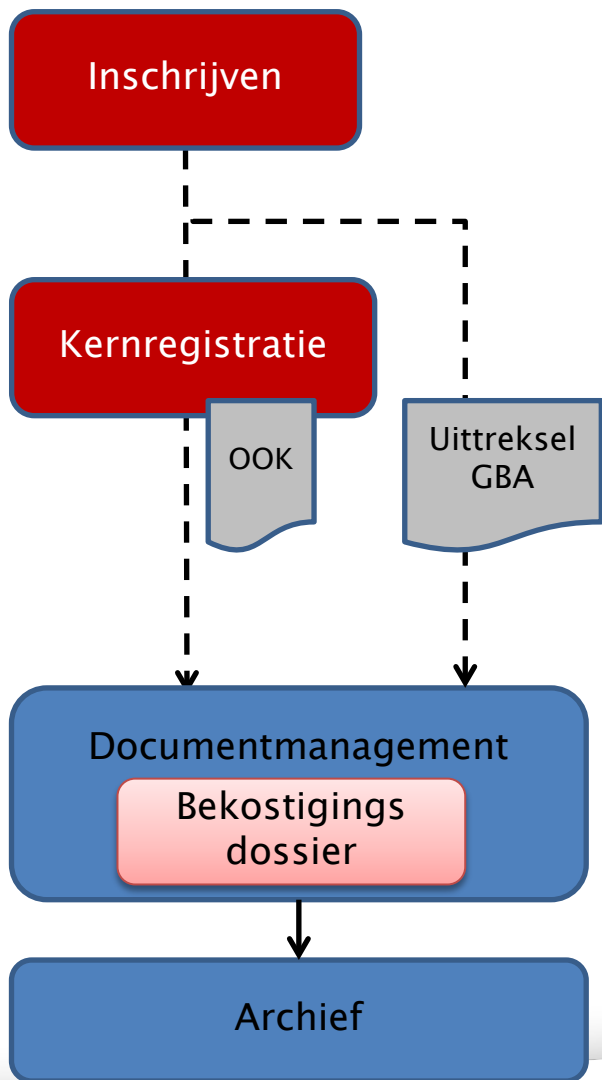 Inschrijven
Kernregistratie
OOK
Uittreksel
GBA
Documentmanagement
Bekostigings
dossier
Archief